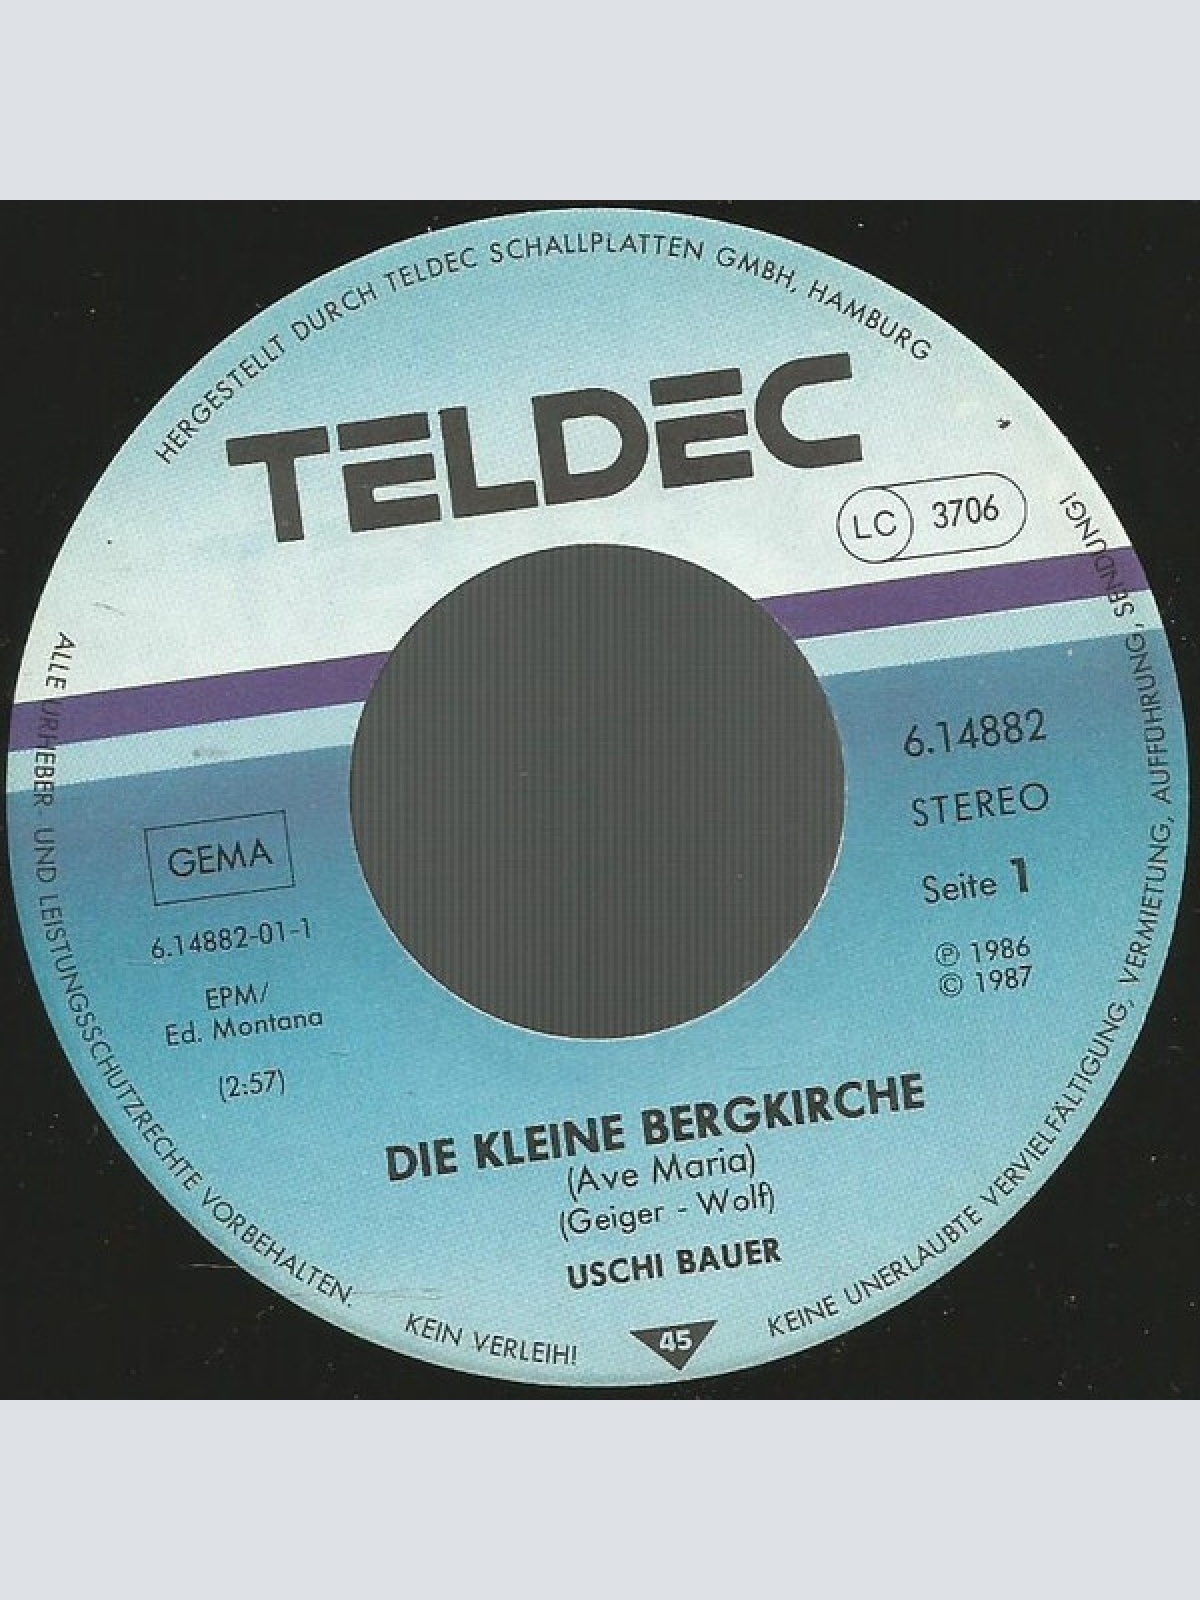 HERGESTELLT DURCH TELDEC SCHALLPLATTEN GMBH, HAMBURG
TELDEC
LC 3706
6.14882
STEREO
Seite 1
℗ 1986
© 1987
GEMA
6.14882-01-1
EPM/
Ed. Montana
(2:57)
DIE KLEINE BERGKIRCHE
(Ave Maria)
(Geiger - Wolf)
USCHI BAUER
45
ALLE URHEBER- UND LEISTUNGSSCHUTZRECHTE VORBEHALTEN. KEIN VERLEIH! KEINE UNERLAUBTE VERVIELFÄLTIGUNG, VERMIETUNG, AUFFÜHRUNG, SENDUNG!